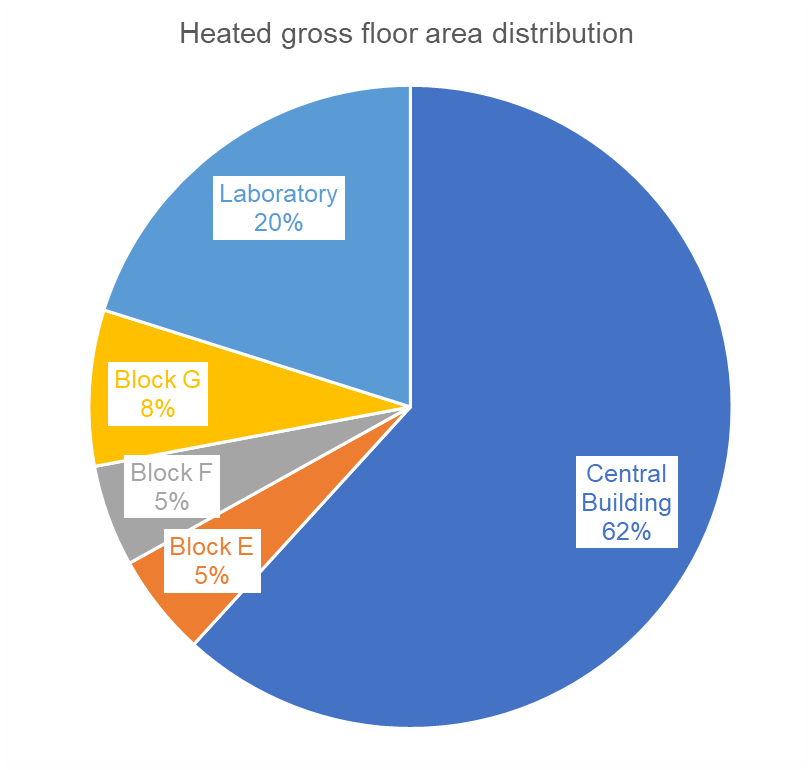 Heated gross floor area distribution
Laboratory
20%
Block G
8%
Block F
5%
Block E
5%
Central
Building
62%